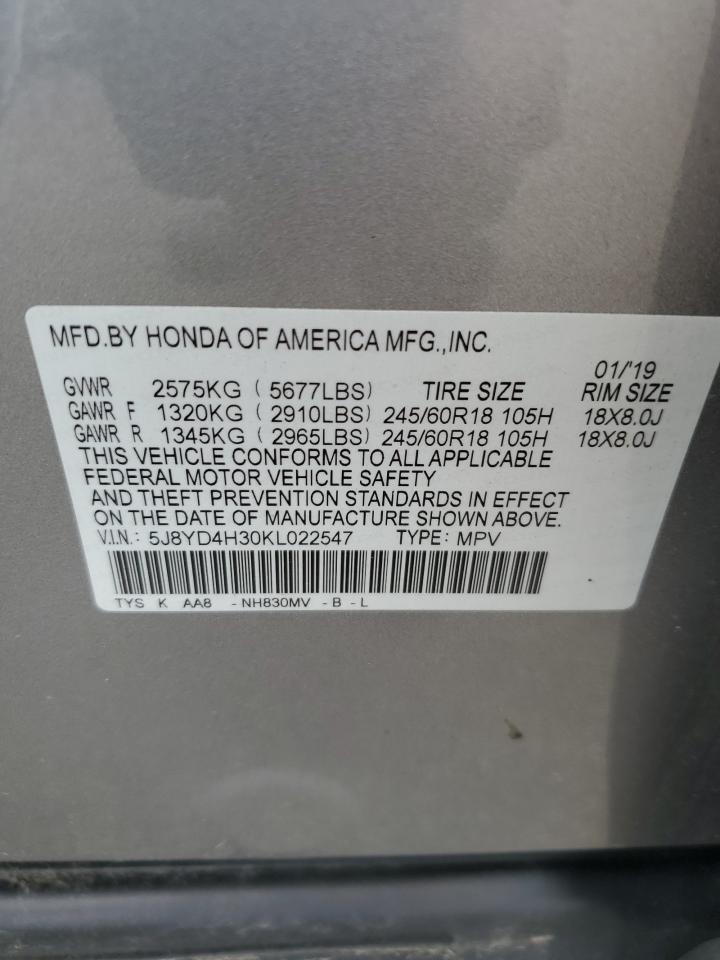 MFD.BY HONDA OF AMERICA MFG.,INC.
01/'19
GVWR 2575KG ( 5677LBS) TIRE SIZE RIM SIZE
GAWR F 1320KG ( 2910LBS) 245/60R18 105H 18X8.0J
GAWR R 1345KG ( 2965LBS) 245/60R18 105H 18X8.0J
THIS VEHICLE CONFORMS TO ALL APPLICABLE
FEDERAL MOTOR VEHICLE SAFETY
AND THEFT PREVENTION STANDARDS IN EFFECT
ON THE DATE OF MANUFACTURE SHOWN ABOVE.
V.I.N.: 5J8YD4H30KL022547 TYPE: MPV
TYS K AA8 -NH830MV -B -L